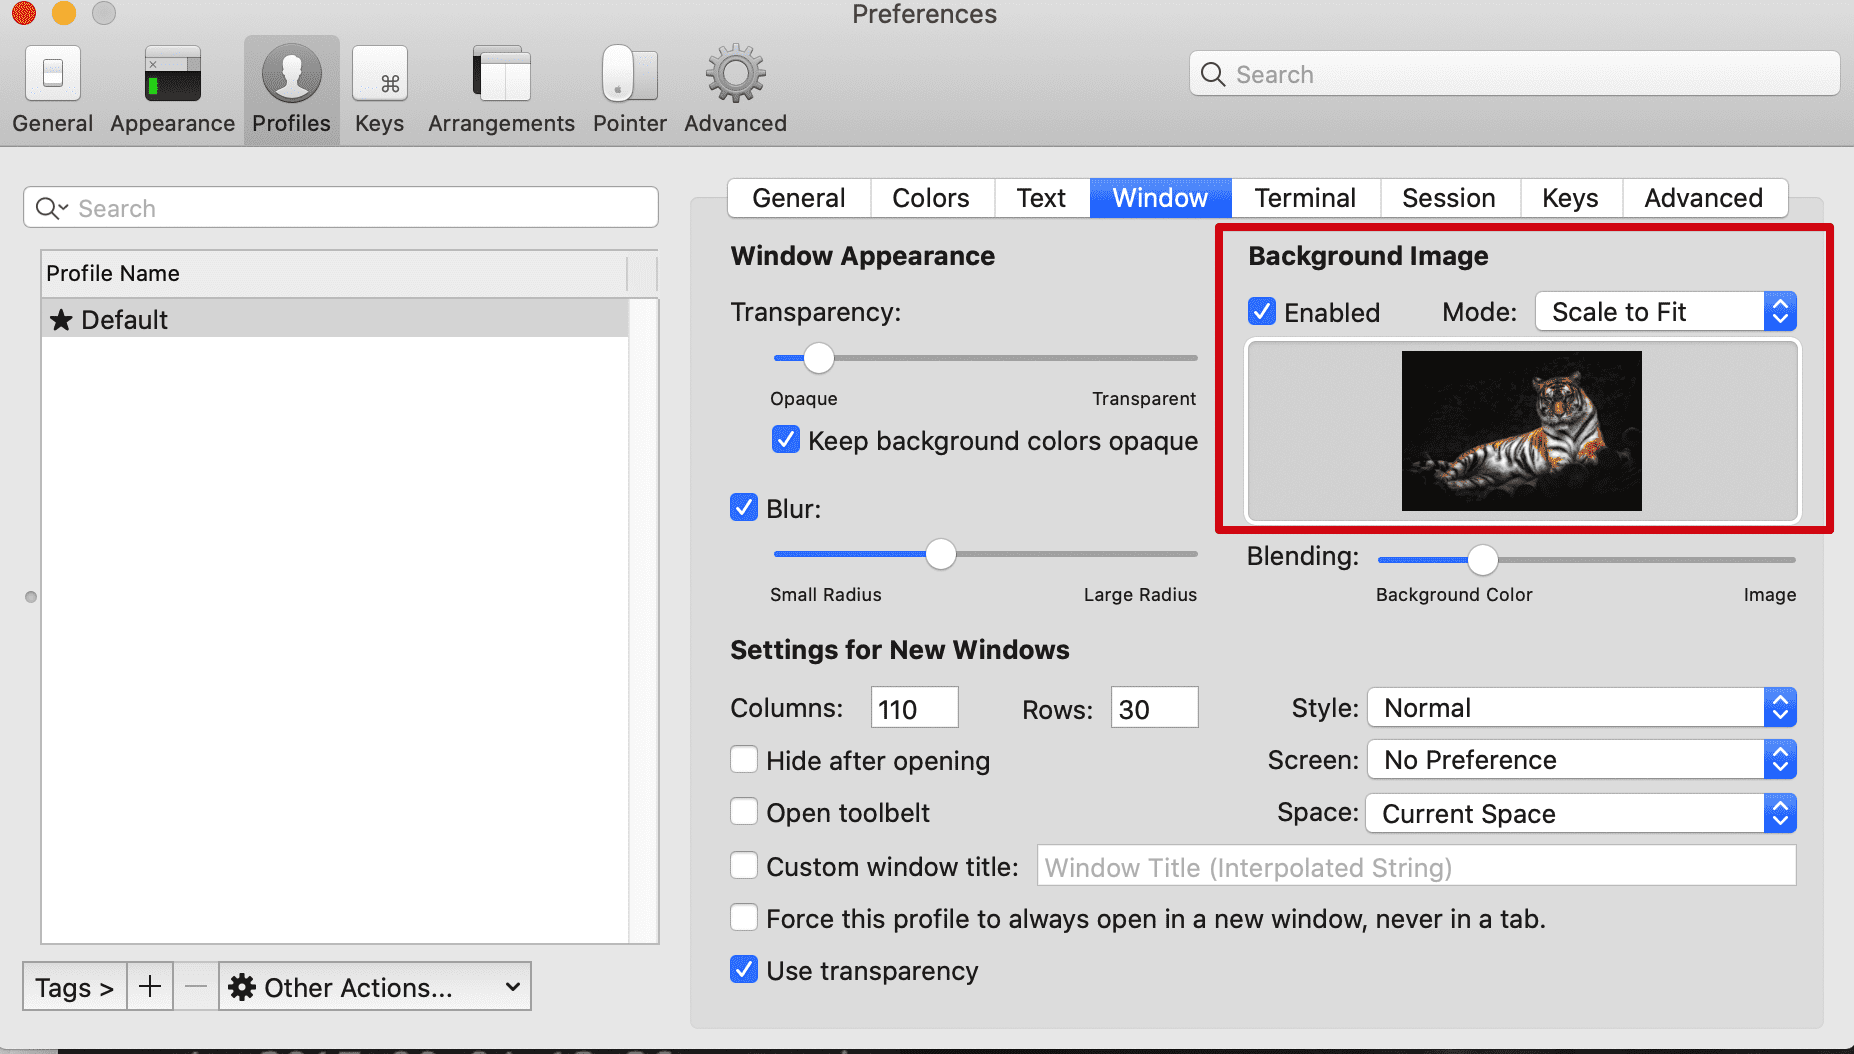 Preferences
General Appearance Profiles Keys Arrangements Pointer Advanced
Search
Search
Profile Name
★ Default
Tags > + − Other Actions...
General Colors Text Window Terminal Session Keys Advanced
Window Appearance
Transparency:
Opaque Transparent
Keep background colors opaque
Blur:
Small Radius Large Radius
Background Image
Enabled Mode: Scale to Fit
Blending:
Background Color Image
Settings for New Windows
Columns: 110 Rows: 30 Style: Normal
Hide after opening Screen: No Preference
Open toolbelt Space: Current Space
Custom window title: Window Title (Interpolated String)
Force this profile to always open in a new window, never in a tab.
Use transparency